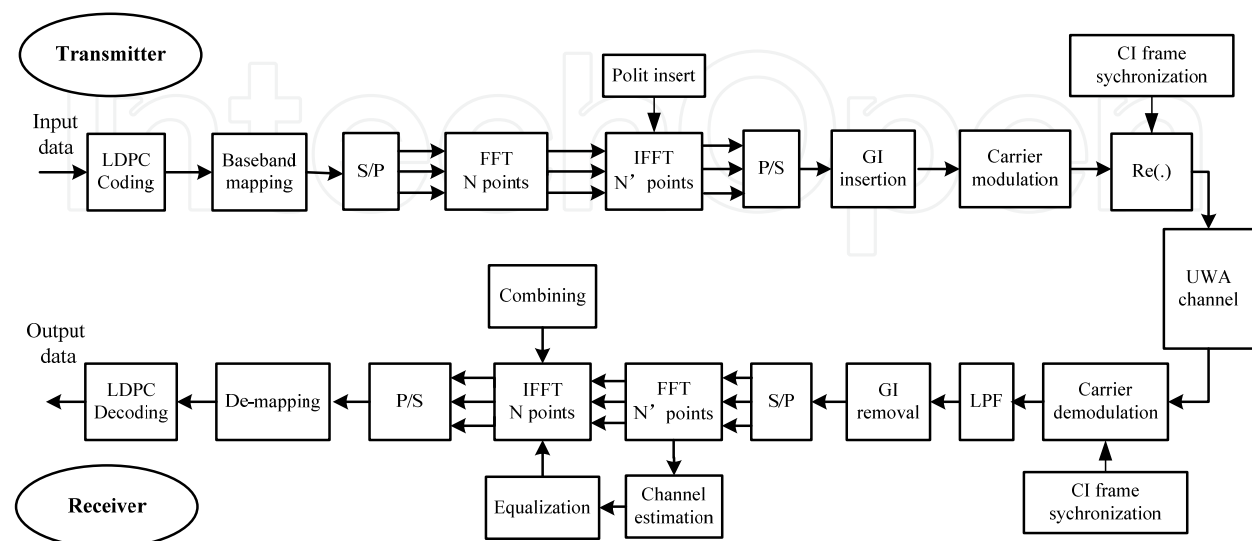 Transmitter
Polit insert
CI frame
sychronization
Input
data
LDPC
Coding
Baseband
mapping
S/P
FFT
N points
IFFT
N’ points
P/S
GI
insertion
Carrier
modulation
Re(.)
UWA
channel
Combining
Output
data
LDPC
Decoding
De-mapping
P/S
IFFT
N points
FFT
N’ points
S/P
GI
removal
LPF
Carrier
demodulation
Receiver
Equalization
Channel
estimation
CI frame
sychronization
IntechOpen